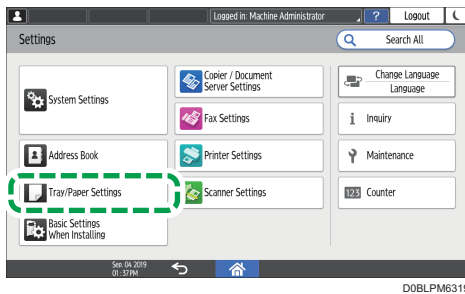 Logged in: Machine Administrator
?
Logout
Settings
Search All
System Settings
Copier / Document
Server Settings
Change Language
Language
Fax Settings
i Inquiry
Address Book
Printer Settings
Maintenance
Tray/Paper Settings
Scanner Settings
123 Counter
Basic Settings
When Installing
Sep. 04 2019
01:37PM
D0BLPM6319